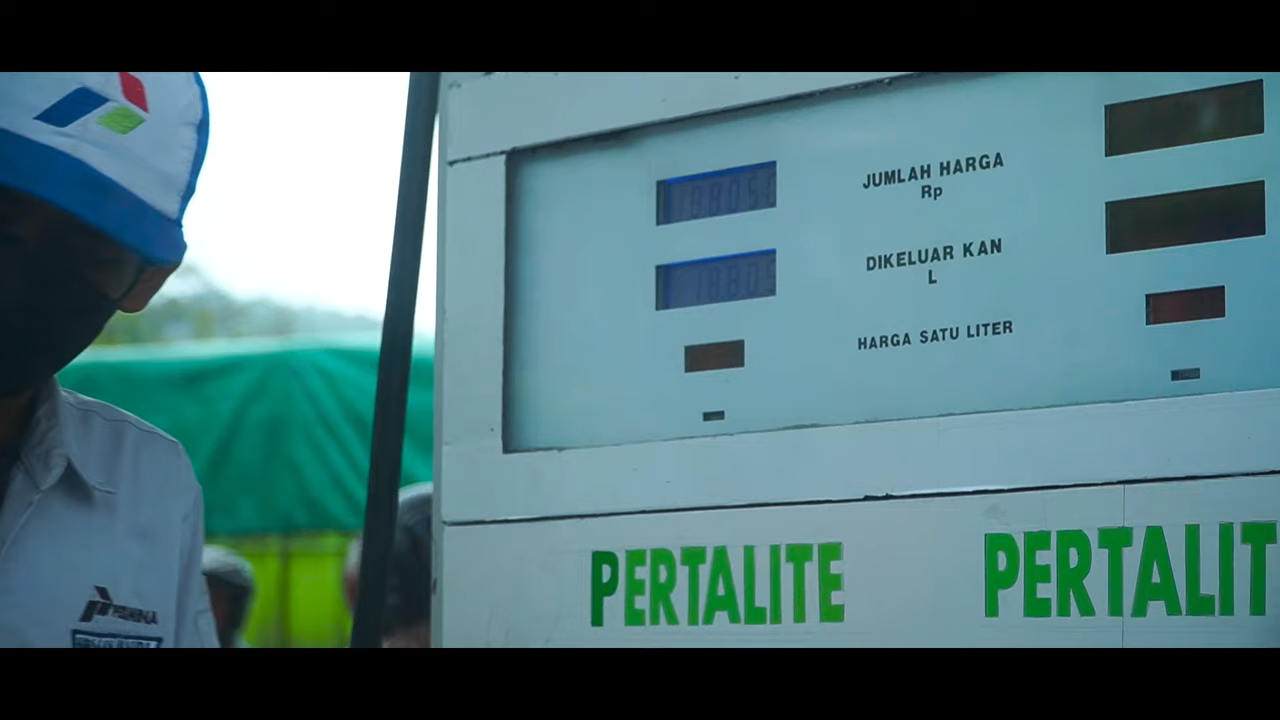 JUMLAH HARGA
Rp
DIKELUAR KAN
L
HARGA SATU LITER
PERTALITE
PERTALIT